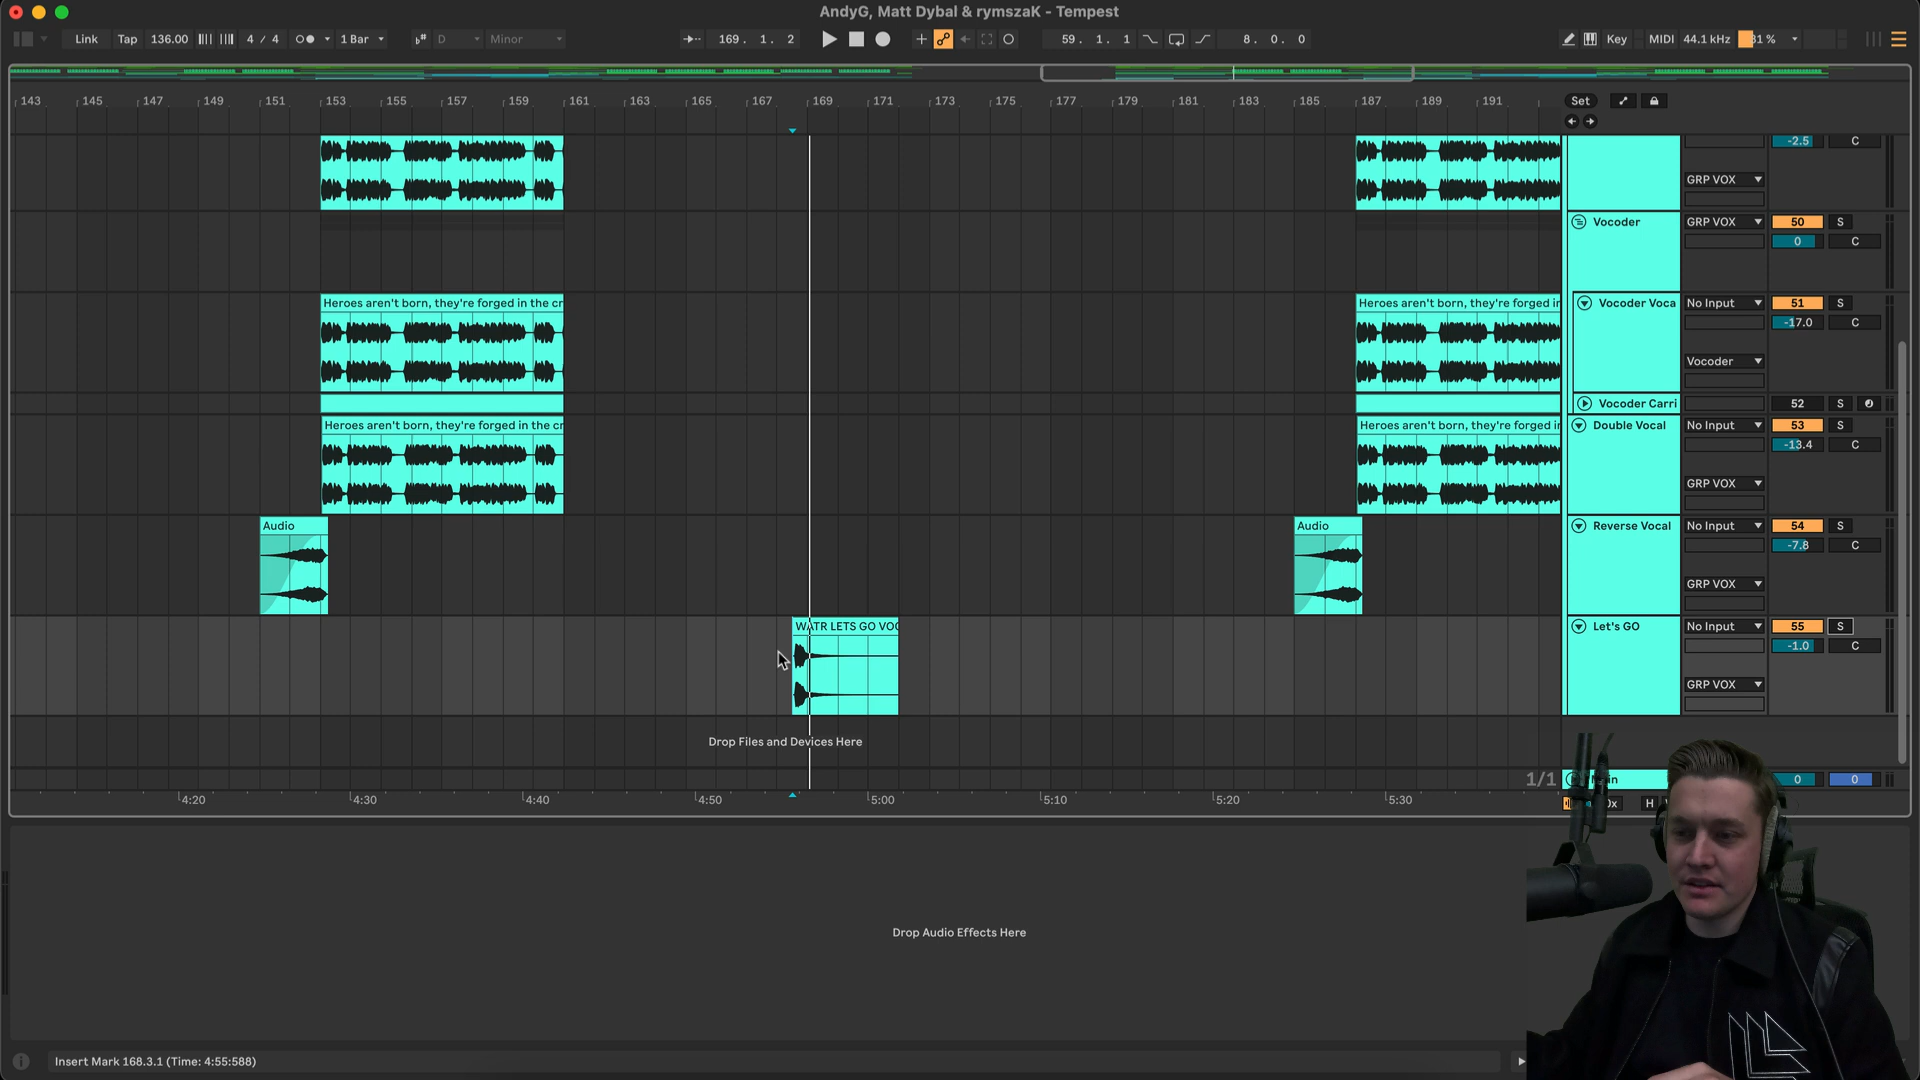 AndyG, Matt Dybal & rymszaK - Tempest
Link Tap 136.00 4 / 4 1 Bar D Minor 169. 1. 2 59. 1. 1 8. 0. 0 Key MIDI 44.1 kHz 31 %
143 145 147 149 151 153 155 157 159 161 163 165 167 169 171 173 175 177 179 181 183 185 187 189 191 Set
-2.5 C
GRP VOX
Vocoder GRP VOX 50 S
0 C
Heroes aren't born, they're forged in the cr Heroes aren't born, they're forged in Vocoder Voca No Input 51 S
-17.0 C
Vocoder
Vocoder Carri 52 S
Heroes aren't born, they're forged in the cr Heroes aren't born, they're forged in Double Vocal No Input 53 S
-13.4 C
GRP VOX
Audio Audio Reverse Vocal No Input 54 S
-7.8 C
GRP VOX
WATR LETS GO VOC Let's GO No Input 55 S
-1.0 C
GRP VOX
Drop Files and Devices Here
1/1 0 0
4:20 4:30 4:40 4:50 5:00 5:10 5:20 5:30 H
Drop Audio Effects Here
Insert Mark 168.3.1 (Time: 4:55:588)